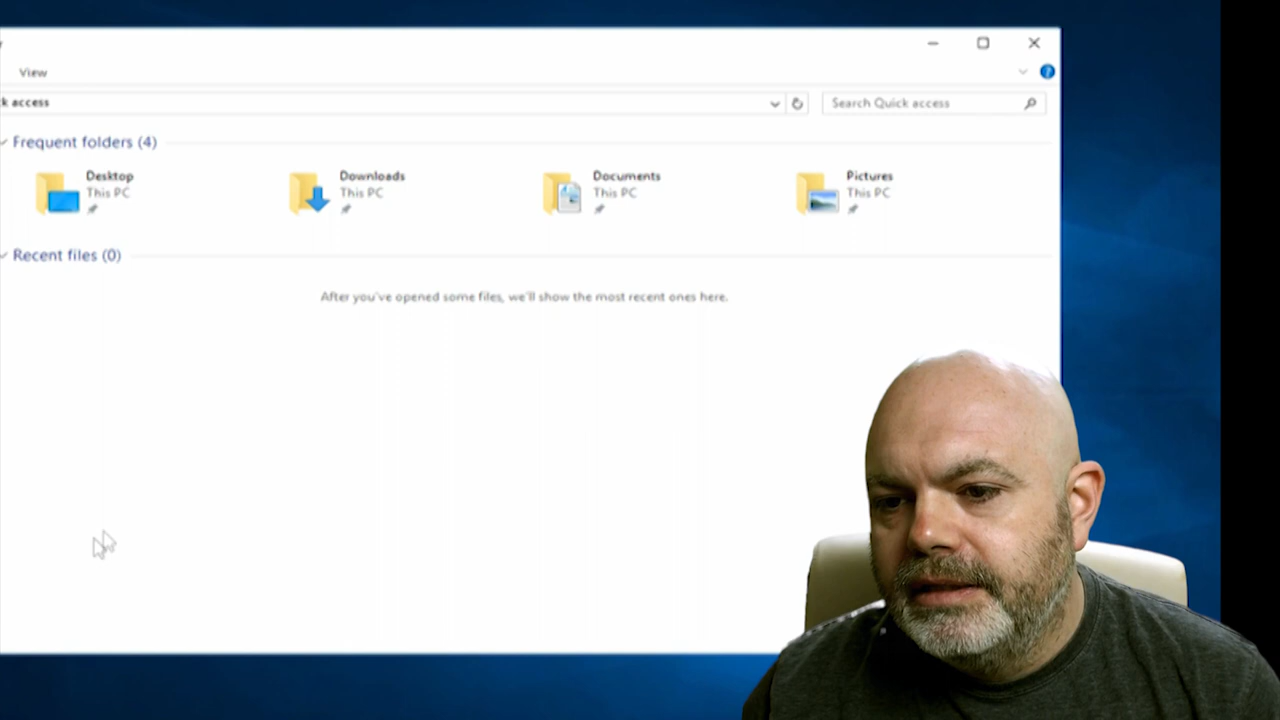 View
k access
Search Quick access
Frequent folders (4)
Desktop
This PC
Downloads
This PC
Documents
This PC
Pictures
This PC
Recent files (0)
After you've opened some files, we'll show the most recent ones here.